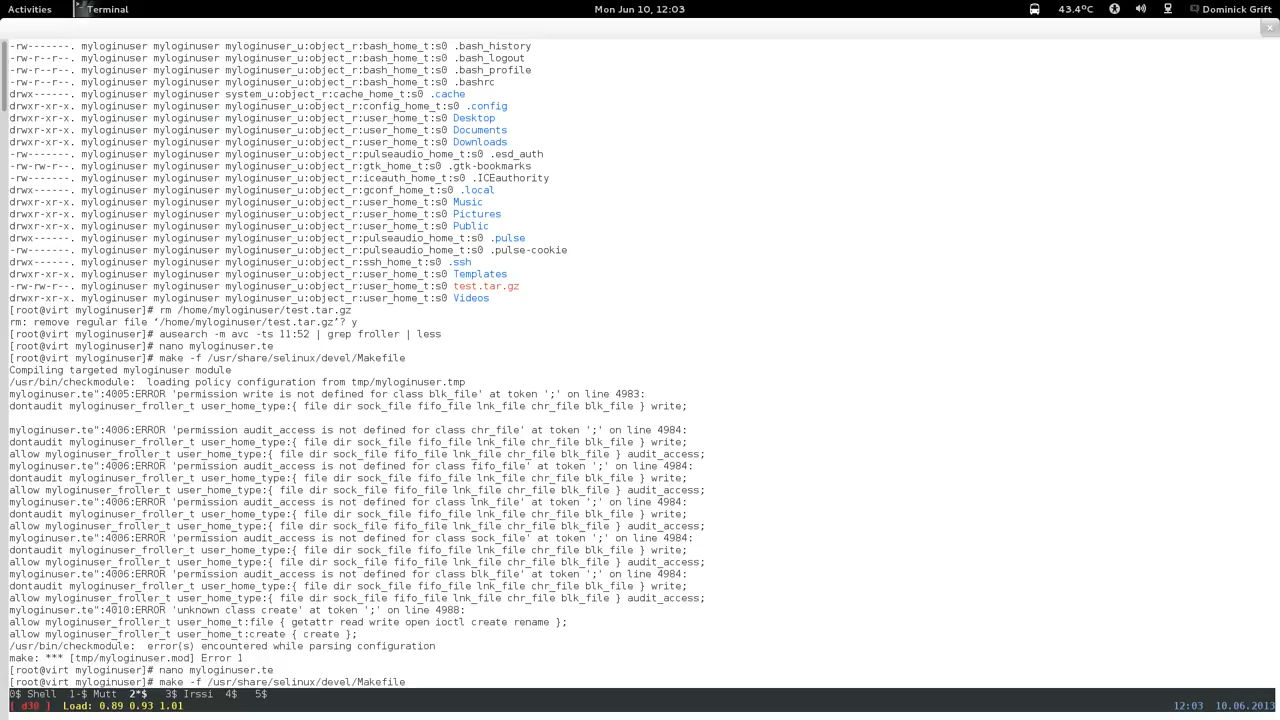 Activities Terminal Mon Jun 10, 12:03 43.4°C Dominick Grift
-rw-------. myloginuser myloginuser myloginuser_u:object_r:bash_home_t:s0 .bash_history
-rw-r--r--. myloginuser myloginuser myloginuser_u:object_r:bash_home_t:s0 .bash_logout
-rw-r--r--. myloginuser myloginuser myloginuser_u:object_r:bash_home_t:s0 .bash_profile
-rw-r--r--. myloginuser myloginuser myloginuser_u:object_r:bash_home_t:s0 .bashrc
drwx------. myloginuser myloginuser system_u:object_r:cache_home_t:s0 .cache
drwxr-xr-x. myloginuser myloginuser myloginuser_u:object_r:config_home_t:s0 .config
drwxr-xr-x. myloginuser myloginuser myloginuser_u:object_r:user_home_t:s0 Desktop
drwxr-xr-x. myloginuser myloginuser myloginuser_u:object_r:user_home_t:s0 Documents
drwxr-xr-x. myloginuser myloginuser myloginuser_u:object_r:user_home_t:s0 Downloads
-rw-------. myloginuser myloginuser myloginuser_u:object_r:pulseaudio_home_t:s0 .esd_auth
-rw-rw-r--. myloginuser myloginuser myloginuser_u:object_r:gtk_home_t:s0 .gtk-bookmarks
-rw-------. myloginuser myloginuser myloginuser_u:object_r:iceauth_home_t:s0 .ICEauthority
drwx------. myloginuser myloginuser myloginuser_u:object_r:gconf_home_t:s0 .local
drwxr-xr-x. myloginuser myloginuser myloginuser_u:object_r:user_home_t:s0 Music
drwxr-xr-x. myloginuser myloginuser myloginuser_u:object_r:user_home_t:s0 Pictures
drwxr-xr-x. myloginuser myloginuser myloginuser_u:object_r:user_home_t:s0 Public
drwx------. myloginuser myloginuser myloginuser_u:object_r:pulseaudio_home_t:s0 .pulse
-rw-------. myloginuser myloginuser myloginuser_u:object_r:pulseaudio_home_t:s0 .pulse-cookie
drwx------. myloginuser myloginuser myloginuser_u:object_r:ssh_home_t:s0 .ssh
drwxr-xr-x. myloginuser myloginuser myloginuser_u:object_r:user_home_t:s0 Templates
-rw-rw-r--. myloginuser myloginuser myloginuser_u:object_r:user_home_t:s0 test.tar.gz
drwxr-xr-x. myloginuser myloginuser myloginuser_u:object_r:user_home_t:s0 Videos
[root@virt myloginuser]# rm /home/myloginuser/test.tar.gz
rm: remove regular file ‘/home/myloginuser/test.tar.gz’? y
[root@virt myloginuser]# ausearch -m avc -ts 11:52 | grep froller | less
[root@virt myloginuser]# nano myloginuser.te
[root@virt myloginuser]# make -f /usr/share/selinux/devel/Makefile
Compiling targeted myloginuser module
/usr/bin/checkmodule:  loading policy configuration from tmp/myloginuser.tmp
myloginuser.te":4005:ERROR 'permission write is not defined for class blk_file' at token ';' on line 4983:
dontaudit myloginuser_froller_t user_home_type:{ file dir sock_file fifo_file lnk_file chr_file blk_file } write;
myloginuser.te":4006:ERROR 'permission audit_access is not defined for class chr_file' at token ';' on line 4984:
dontaudit myloginuser_froller_t user_home_type:{ file dir sock_file fifo_file lnk_file chr_file blk_file } write;
allow myloginuser_froller_t user_home_type:{ file dir sock_file fifo_file lnk_file chr_file blk_file } audit_access;
myloginuser.te":4006:ERROR 'permission audit_access is not defined for class fifo_file' at token ';' on line 4984:
dontaudit myloginuser_froller_t user_home_type:{ file dir sock_file fifo_file lnk_file chr_file blk_file } write;
allow myloginuser_froller_t user_home_type:{ file dir sock_file fifo_file lnk_file chr_file blk_file } audit_access;
myloginuser.te":4006:ERROR 'permission audit_access is not defined for class lnk_file' at token ';' on line 4984:
dontaudit myloginuser_froller_t user_home_type:{ file dir sock_file fifo_file lnk_file chr_file blk_file } write;
allow myloginuser_froller_t user_home_type:{ file dir sock_file fifo_file lnk_file chr_file blk_file } audit_access;
myloginuser.te":4006:ERROR 'permission audit_access is not defined for class sock_file' at token ';' on line 4984:
dontaudit myloginuser_froller_t user_home_type:{ file dir sock_file fifo_file lnk_file chr_file blk_file } write;
allow myloginuser_froller_t user_home_type:{ file dir sock_file fifo_file lnk_file chr_file blk_file } audit_access;
myloginuser.te":4006:ERROR 'permission audit_access is not defined for class blk_file' at token ';' on line 4984:
dontaudit myloginuser_froller_t user_home_type:{ file dir sock_file fifo_file lnk_file chr_file blk_file } write;
allow myloginuser_froller_t user_home_type:{ file dir sock_file fifo_file lnk_file chr_file blk_file } audit_access;
myloginuser.te":4010:ERROR 'unknown class create' at token ';' on line 4988:
allow myloginuser_froller_t user_home_t:file { getattr read write open ioctl create rename };
allow myloginuser_froller_t user_home_t:create { create };
/usr/bin/checkmodule:  error(s) encountered while parsing configuration
make: *** [tmp/myloginuser.mod] Error 1
[root@virt myloginuser]# nano myloginuser.te
[root@virt myloginuser]# make -f /usr/share/selinux/devel/Makefile
0$ Shell  1-$ Mutt  2*$  3$ Irssi  4$  5$
[ d30 ]  Load: 0.89 0.93 1.01 12:03  10.06.2013